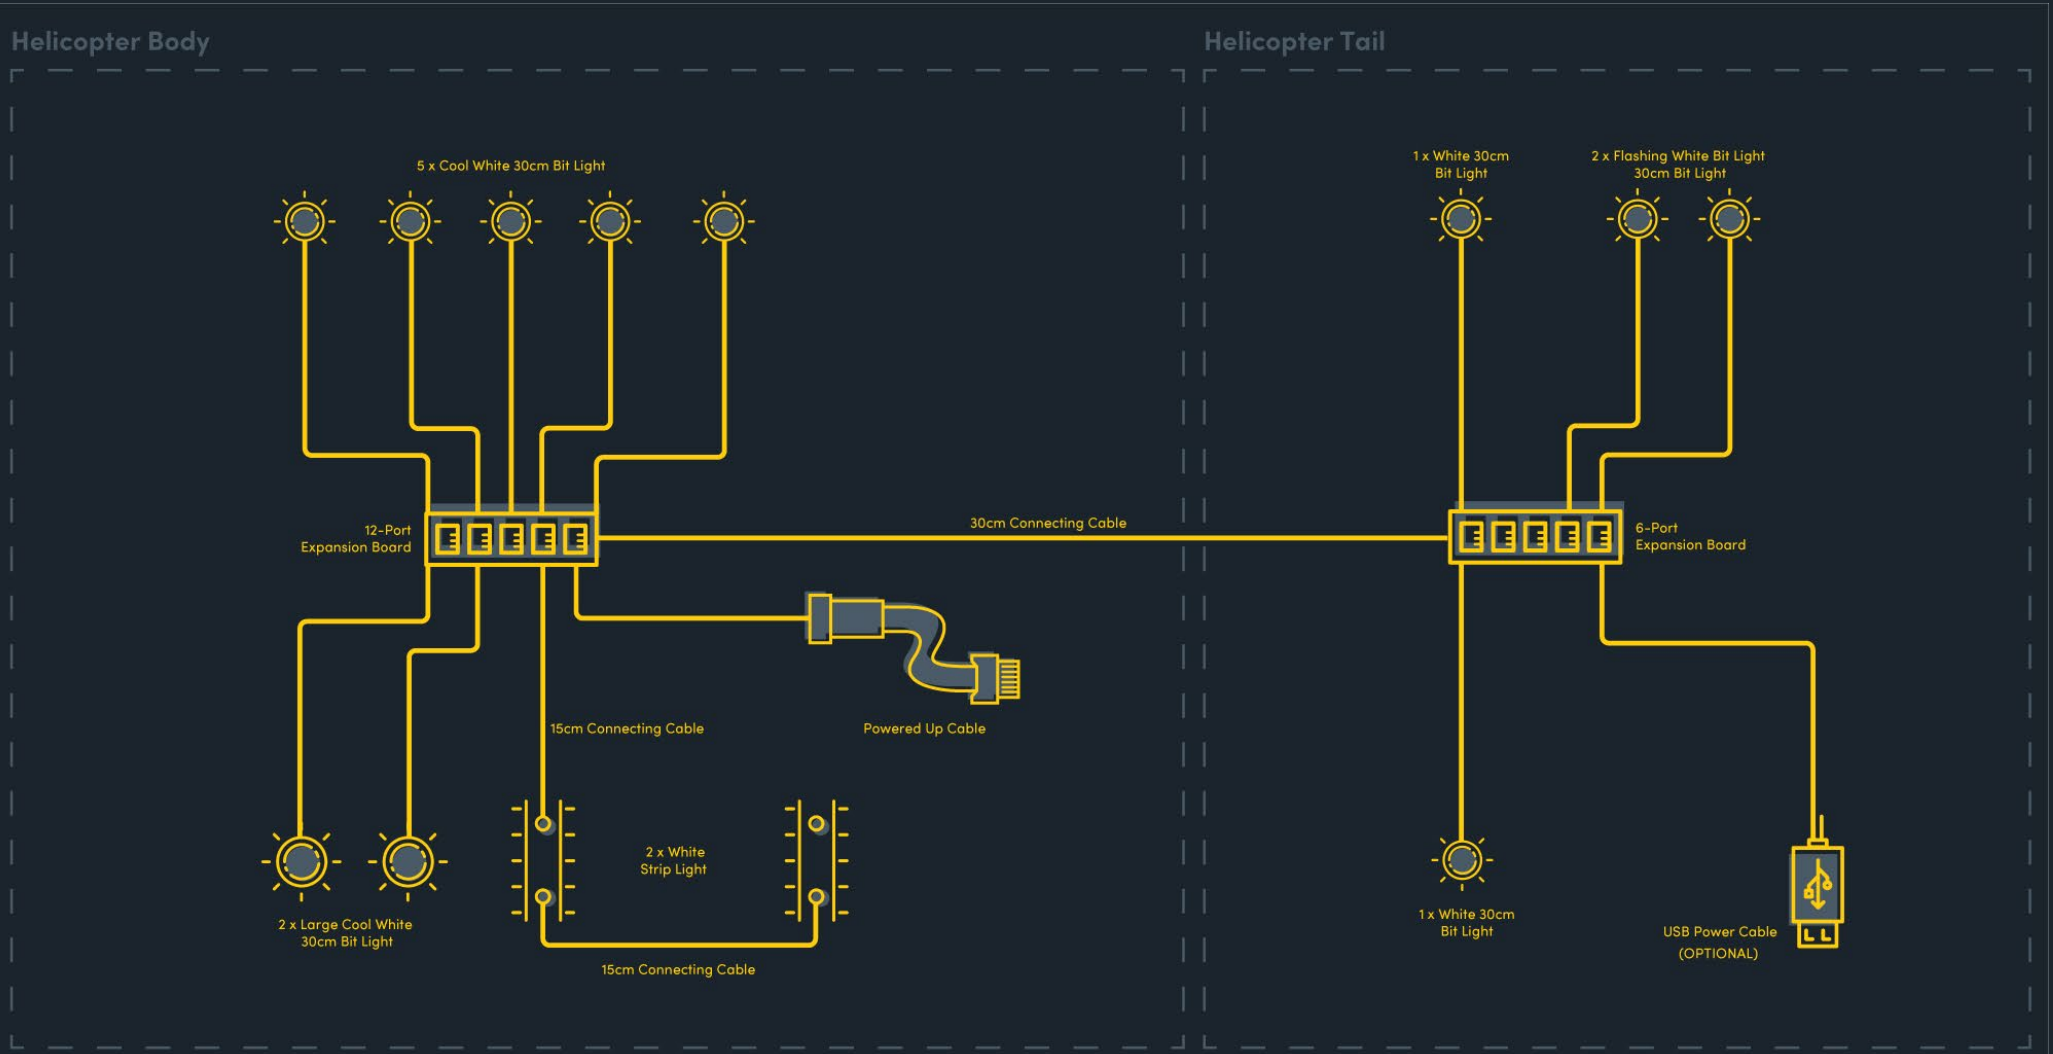 Helicopter Body
Helicopter Tail
5 x Cool White 30cm Bit Light
1 x White 30cm
Bit Light
2 x Flashing White Bit Light
30cm Bit Light
12-Port
Expansion Board
30cm Connecting Cable
6-Port
Expansion Board
15cm Connecting Cable
Powered Up Cable
2 x White
Strip Light
2 x Large Cool White
30cm Bit Light
15cm Connecting Cable
1 x White 30cm
Bit Light
USB Power Cable
(OPTIONAL)